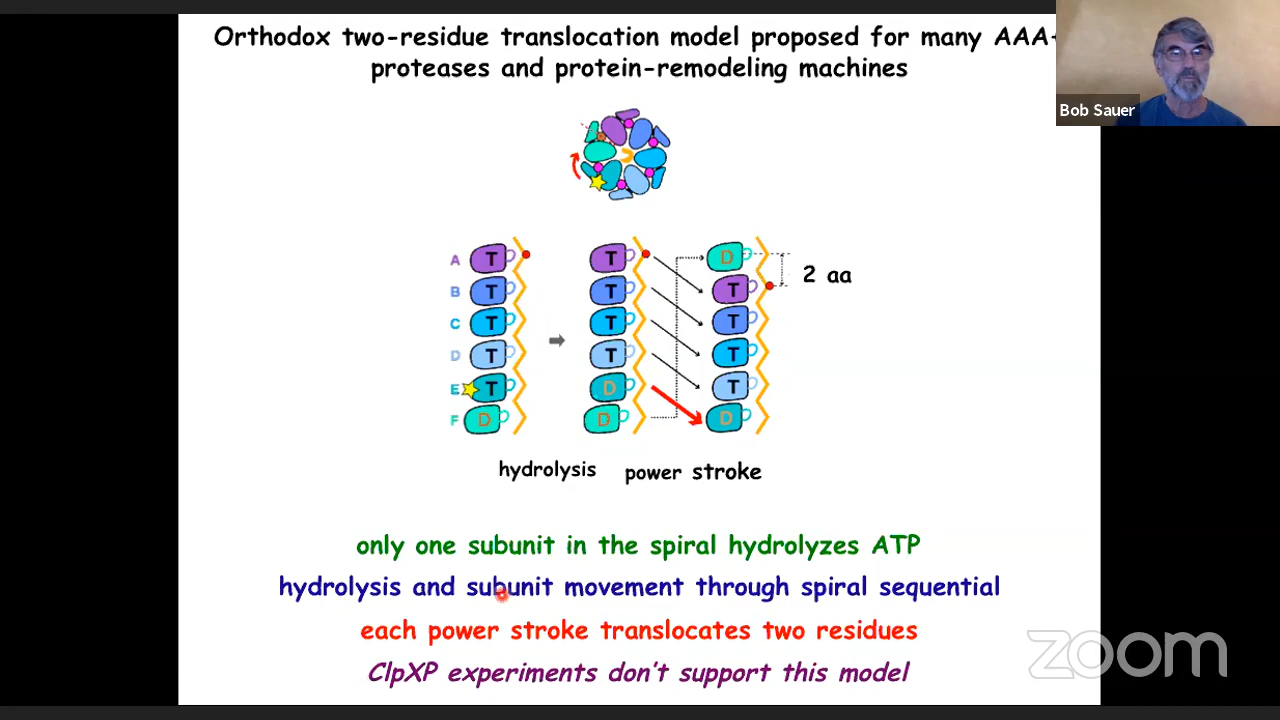 Orthodox two-residue translocation model proposed for many AAA+
proteases and protein-remodeling machines
Bob Sauer
A T T D
B T T T 2 aa
C T T T
D T T T
E T D T
F D D D
hydrolysis power stroke
only one subunit in the spiral hydrolyzes ATP
hydrolysis and subunit movement through spiral sequential
each power stroke translocates two residues
ClpXP experiments don't support this model
zoom